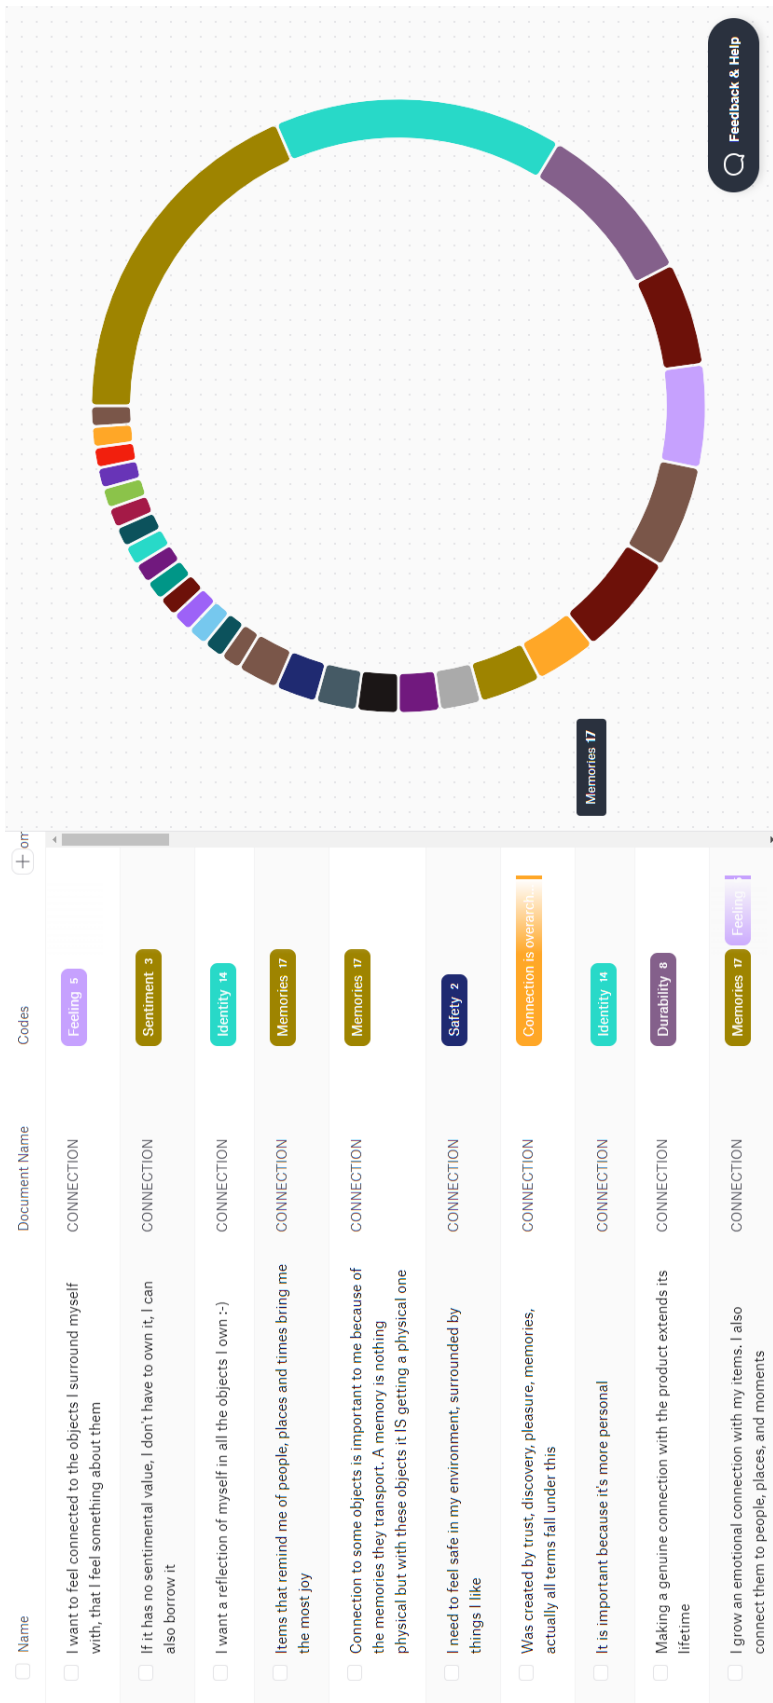 Name
Document Name
Codes
I want to feel connected to the objects I surround myself
with, that I feel something about them
CONNECTION
Feeling 5
If it has no sentimental value, I don't have to own it, I can
also borrow it
CONNECTION
Sentiment 3
I want a reflection of myself in all the objects I own :-)
CONNECTION
Identity 14
Items that remind me of people, places and times bring me
the most joy
CONNECTION
Memories 17
Connection to some objects is important to me because of
the memories they transport. A memory is nothing
physical but with these objects it IS getting a physical one
CONNECTION
Memories 17
I need to feel safe in my environment, surrounded by
things I like
CONNECTION
Safety 2
Was created by trust, discovery, pleasure, memories,
actually all terms fall under this
CONNECTION
Connection is overarch
It is important because it's more personal
CONNECTION
Identity 14
Making a genuine connection with the product extends its
lifetime
CONNECTION
Durability 8
I grow an emotional connection with my items. I also
connect them to people, places, and moments
CONNECTION
Memories 17
Feeling
Memories 17
Feedback & Help